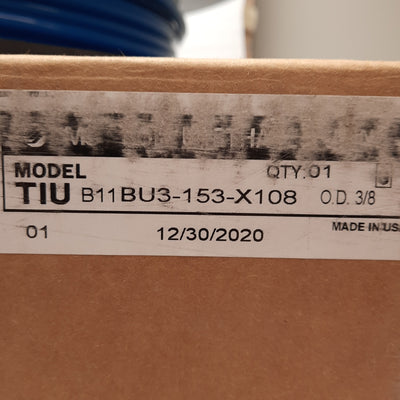 MODEL QTY:01
TIU B11BU3-153-X108 O.D. 3/8
01 12/30/2020 MADE IN USA